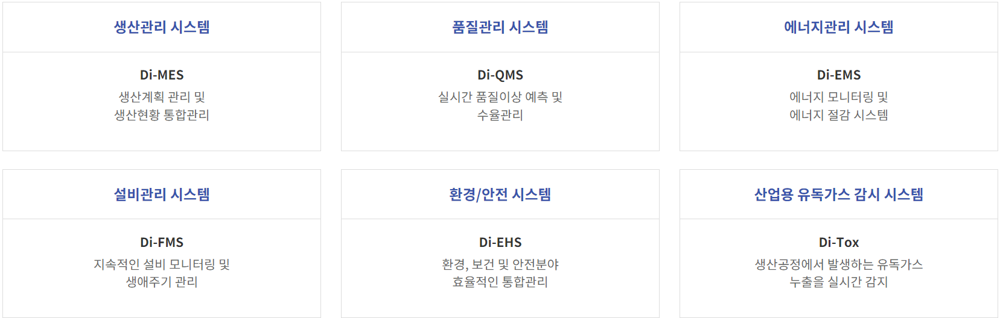 생산관리 시스템
Di-MES
생산계획 관리 및
생산현황 통합관리
품질관리 시스템
Di-QMS
실시간 품질이상 예측 및
수율관리
에너지관리 시스템
Di-EMS
에너지 모니터링 및
에너지 절감 시스템
설비관리 시스템
Di-FMS
지속적인 설비 모니터링 및
생애주기 관리
환경/안전 시스템
Di-EHS
환경, 보건 및 안전분야
효율적인 통합관리
산업용 유독가스 감시 시스템
Di-Tox
생산공정에서 발생하는 유독가스
누출을 실시간 감지